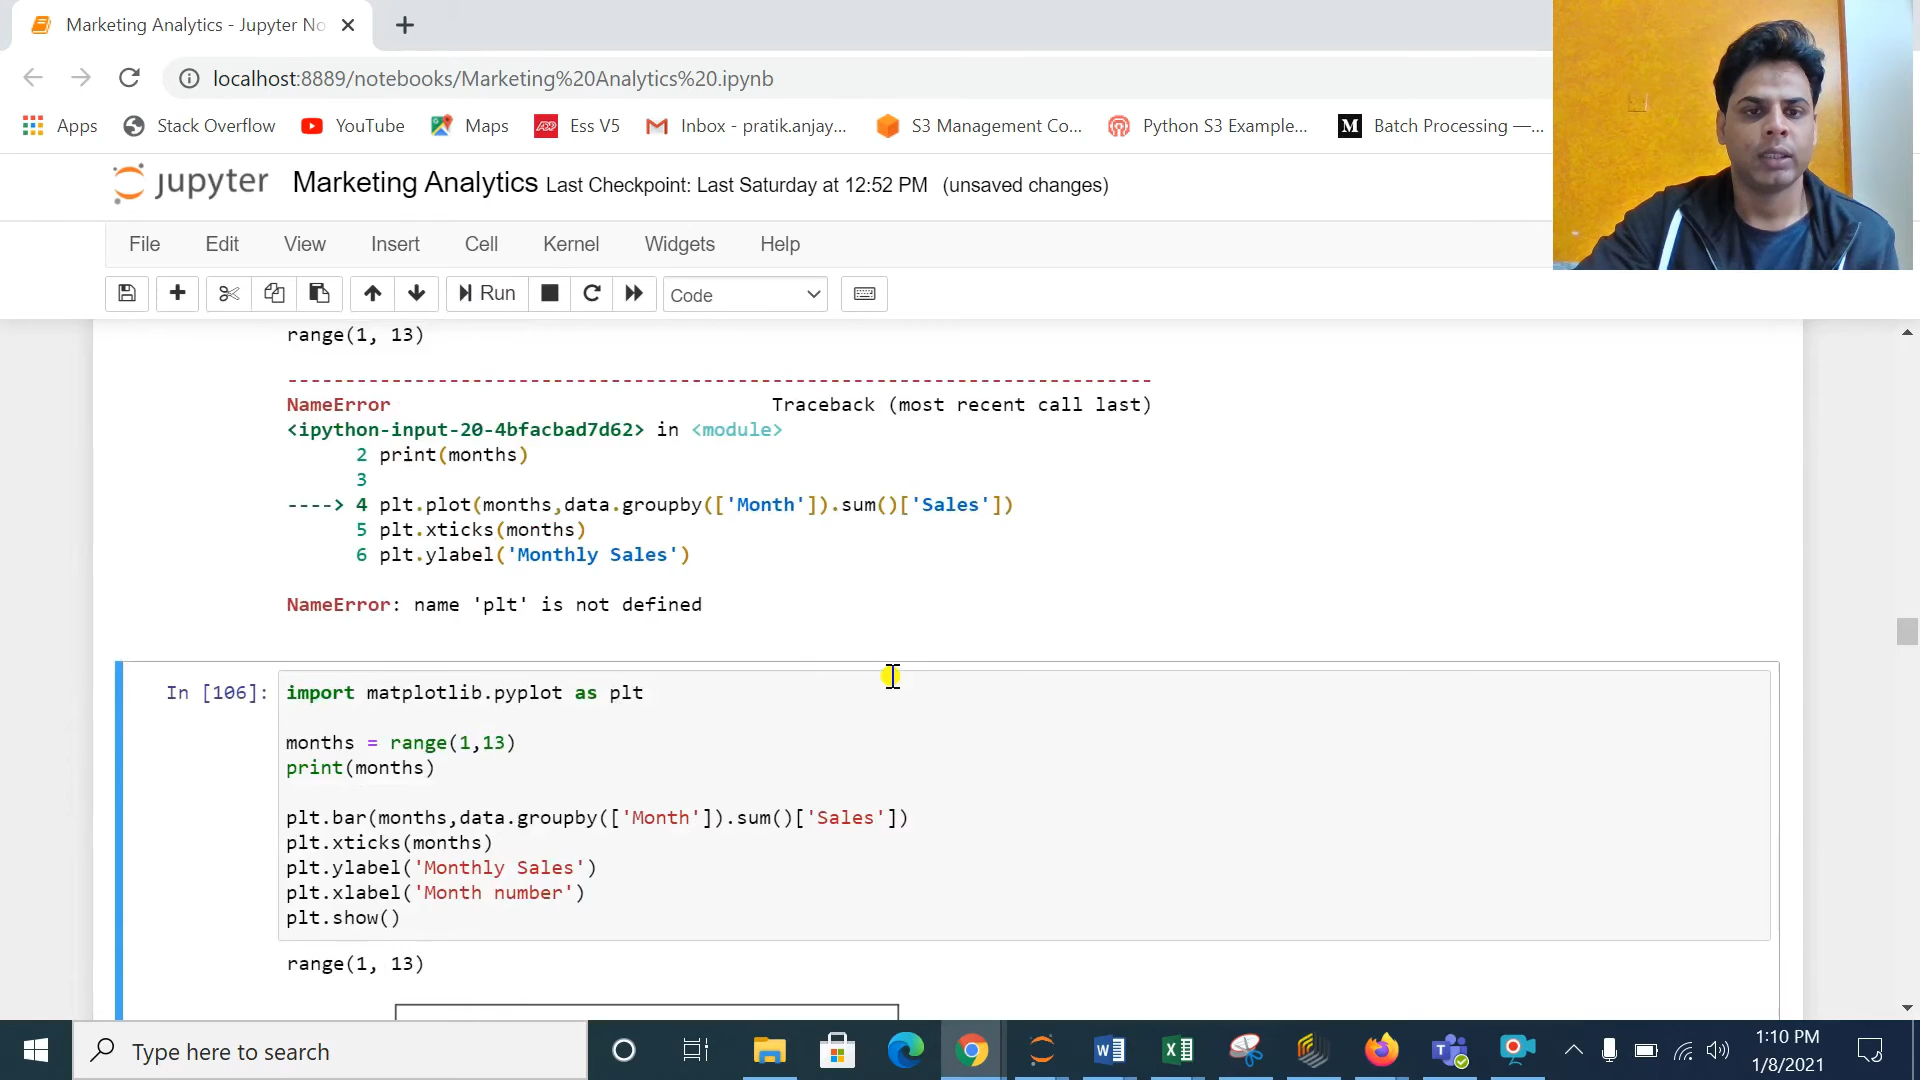 Marketing Analytics - Jupyter No
localhost:8889/notebooks/Marketing%20Analytics%20.ipynb
Apps Stack Overflow YouTube Maps Ess V5 Inbox - pratik.anjay... S3 Management Co... Python S3 Example... Batch Processing —...
jupyter Marketing Analytics Last Checkpoint: Last Saturday at 12:52 PM (unsaved changes)
File Edit View Insert Cell Kernel Widgets Help
Run Code
range(1, 13)
---------------------------------------------------------------------------
NameError Traceback (most recent call last)
<ipython-input-20-4bfacbad7d62> in <module>
2 print(months)
3
----> 4 plt.plot(months,data.groupby(['Month']).sum()['Sales'])
5 plt.xticks(months)
6 plt.ylabel('Monthly Sales')
NameError: name 'plt' is not defined
In [106]: import matplotlib.pyplot as plt
months = range(1,13)
print(months)
plt.bar(months,data.groupby(['Month']).sum()['Sales'])
plt.xticks(months)
plt.ylabel('Monthly Sales')
plt.xlabel('Month number')
plt.show()
range(1, 13)
Type here to search
1:10 PM
1/8/2021